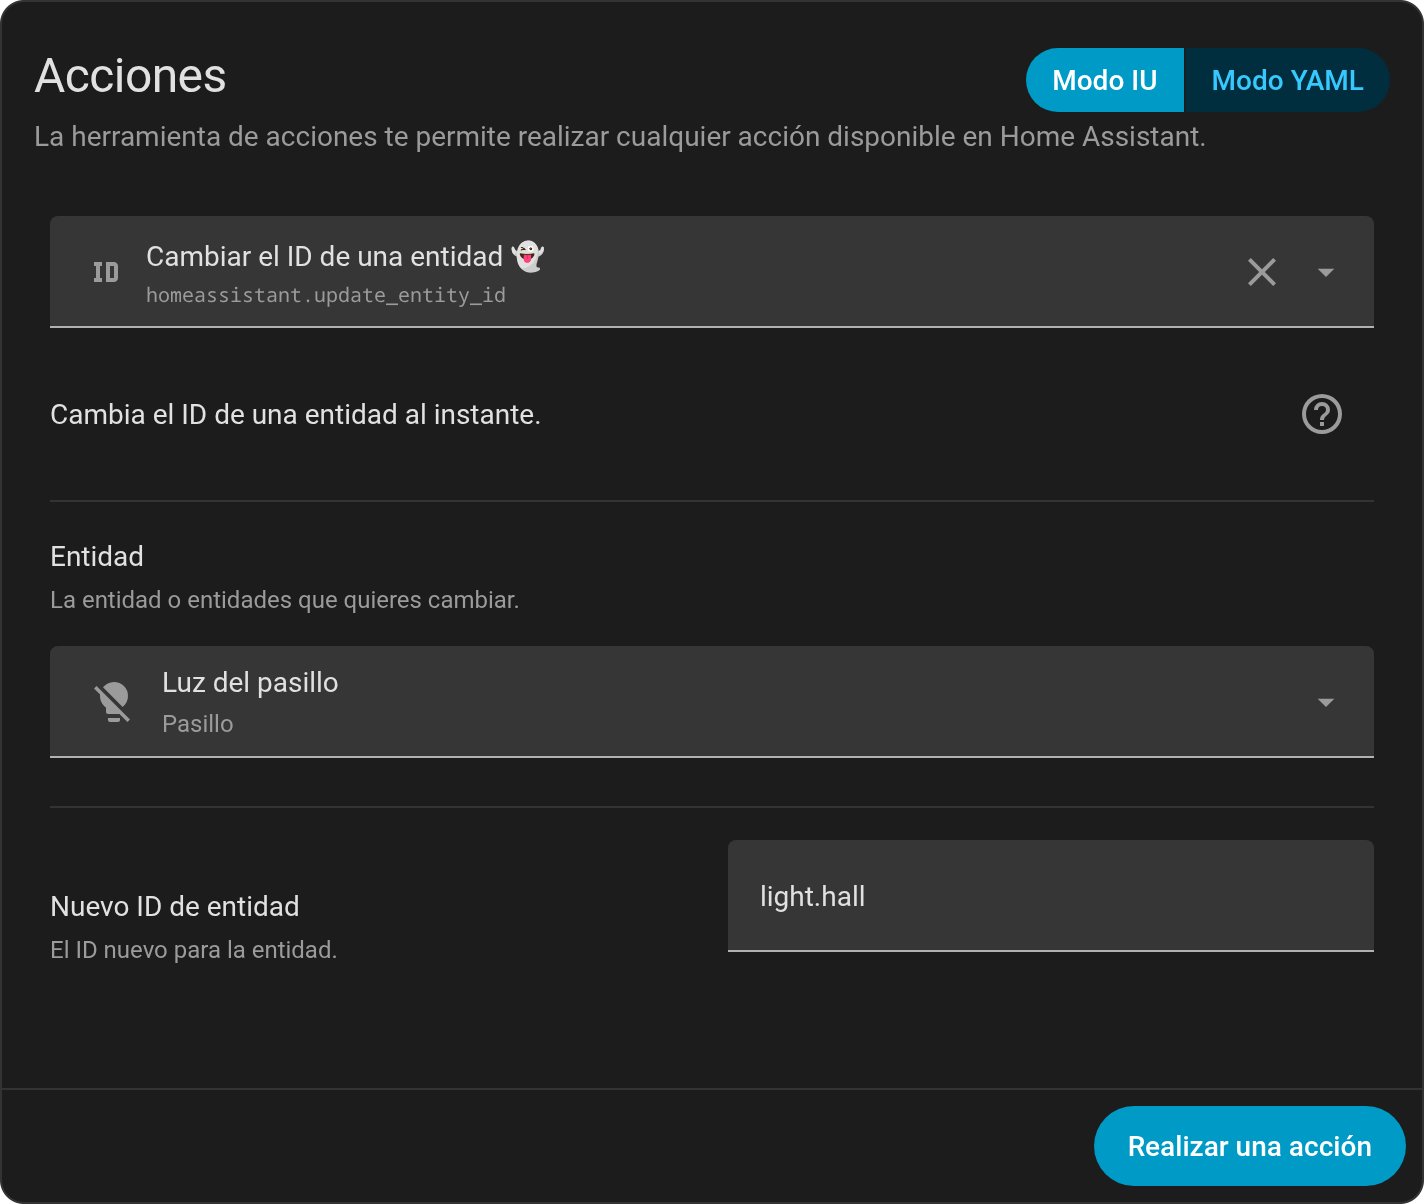 Acciones
Modo IU
Modo YAML
La herramienta de acciones te permite realizar cualquier acción disponible en Home Assistant.
ID
Cambiar el ID de una entidad 👻
homeassistant.update_entity_id
Cambia el ID de una entidad al instante.
Entidad
La entidad o entidades que quieres cambiar.
Luz del pasillo
Pasillo
Nuevo ID de entidad
El ID nuevo para la entidad.
light.hall
Realizar una acción